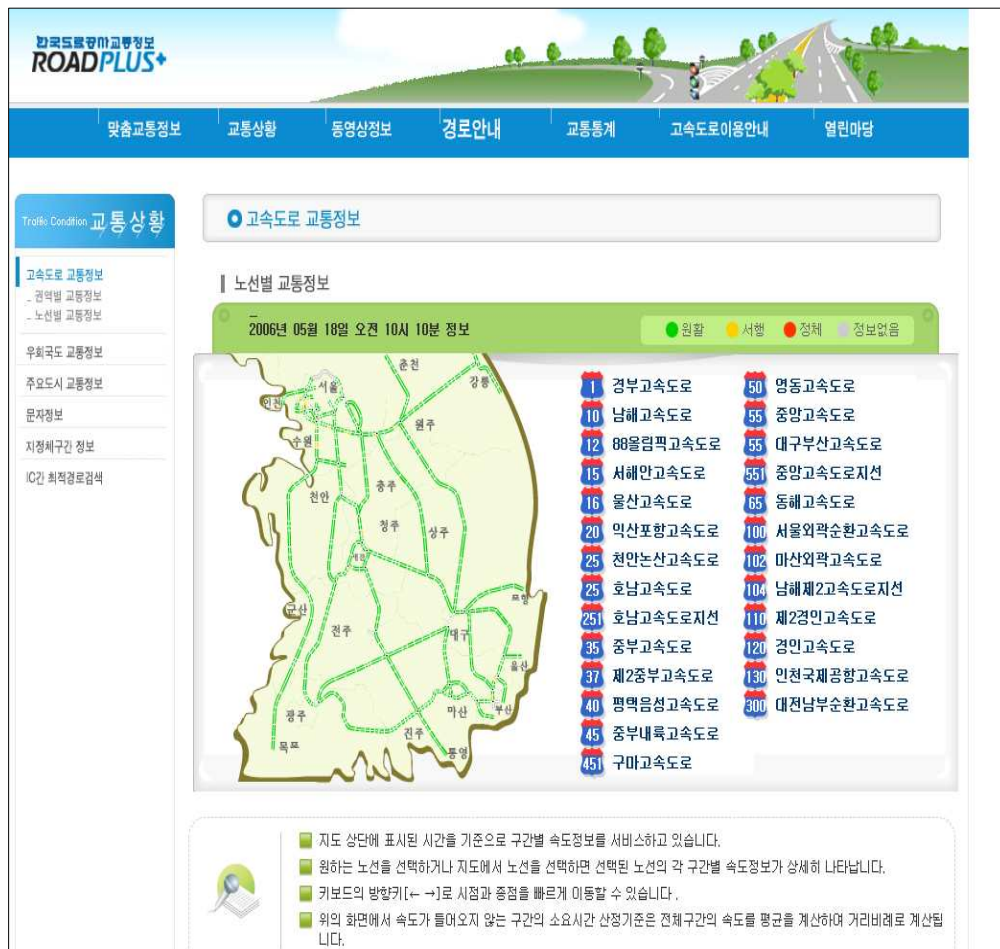 한국도로공사교통정보
ROADPLUS+
맞춤교통정보 교통상황 동영상정보 경로안내 교통통계 고속도로이용안내 열린마당
Traffic Condition 교통상황
고속도로 교통정보
_ 권역별 교통정보
_ 노선별 교통정보
우회국도 교통정보
주요도시 교통정보
문자정보
지정체구간 정보
IC간 최적경로검색
고속도로 교통정보
노선별 교통정보
2006년 05월 18일 오전 10시 10분 정보
원활 서행 정체 정보없음
춘천
서울
강릉
인천
원주
수원
충주
천안
청주
상주
대전
포항
군산
전주
대구
울산
광주
마산
부산
진주
목포
통영
1 경부고속도로
10 남해고속도로
12 88올림픽고속도로
15 서해안고속도로
16 울산고속도로
20 익산포항고속도로
25 천안논산고속도로
25 호남고속도로
251 호남고속도로지선
35 중부고속도로
37 제2중부고속도로
40 평택음성고속도로
45 중부내륙고속도로
451 구마고속도로
50 영동고속도로
55 중앙고속도로
55 대구부산고속도로
551 중앙고속도로지선
65 동해고속도로
100 서울외곽순환고속도로
102 마산외곽고속도로
104 남해제2고속도로지선
110 제2경인고속도로
120 경인고속도로
130 인천국제공항고속도로
300 대전남부순환고속도로
지도 상단에 표시된 시간을 기준으로 구간별 속도정보를 서비스하고 있습니다.
원하는 노선을 선택하거나 지도에서 노선을 선택하면 선택된 노선의 각 구간별 속도정보가 상세히 나타납니다.
키보드의 방향키[← →]로 시점과 종점을 빠르게 이동할 수 있습니다.
위의 화면에서 속도가 들어오지 않는 구간의 소요시간 산정기준은 전체구간의 속도를 평균을 계산하여 거리비례로 계산됩
니다.